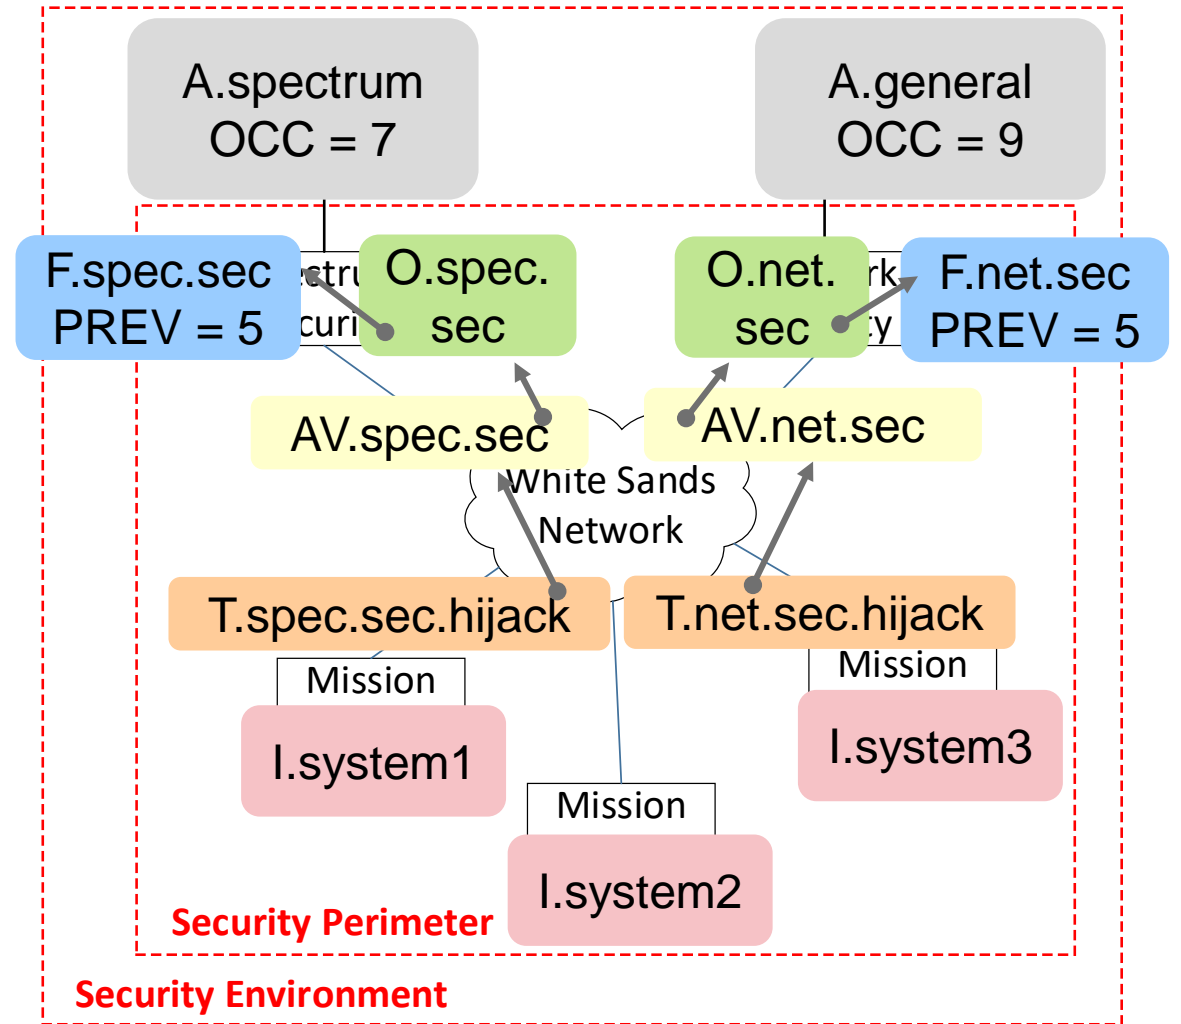 A.spectrum
OCC = 7
A.general
OCC = 9
F.spec.sec
PREV = 5
O.spec.
sec
O.net.
sec
F.net.sec
PREV = 5
AV.spec.sec
AV.net.sec
White Sands
Network
T.spec.sec.hijack
T.net.sec.hijack
Mission
I.system1
Mission
I.system3
Mission
I.system2
Security Perimeter
Security Environment